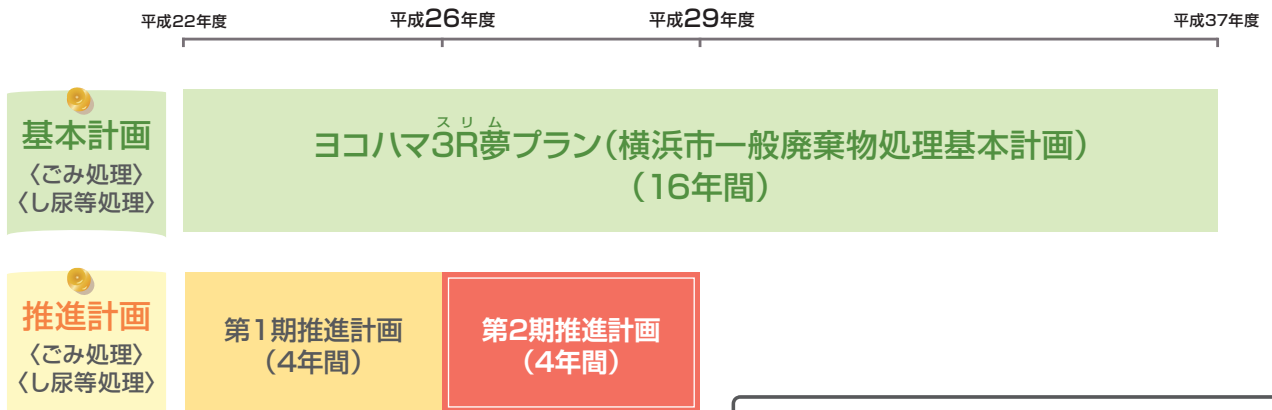 平成22年度 平成26年度 平成29年度 平成37年度
基本計画
〈ごみ処理〉
〈し尿等処理〉
スリム
ヨコハマ3R夢プラン(横浜市一般廃棄物処理基本計画)
(16年間)
推進計画
〈ごみ処理〉
〈し尿等処理〉
第1期推進計画
(4年間)
第2期推進計画
(4年間)